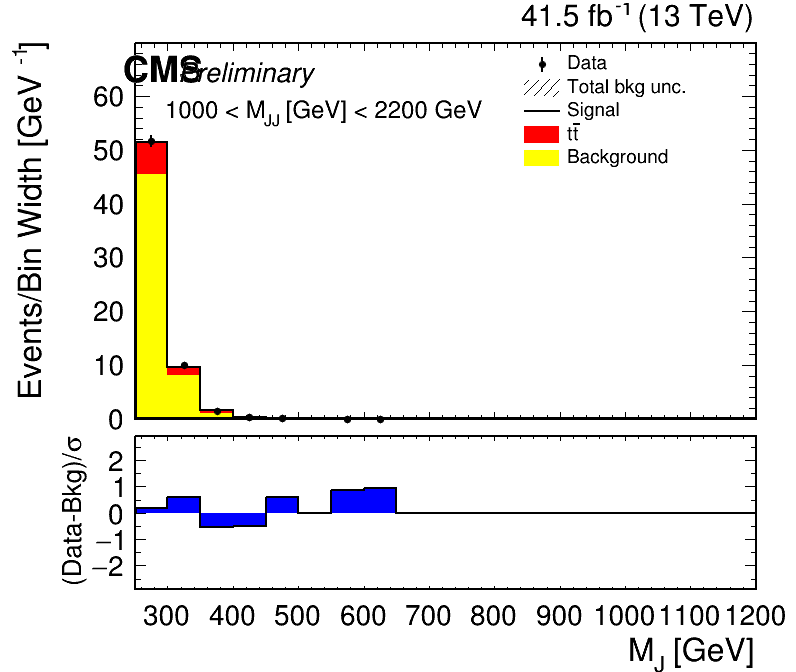 41.5 fb⁻¹ (13 TeV)
CMS Preliminary
1000 < M_JJ [GeV] < 2200 GeV
Data
Total bkg unc.
Signal
tt̅
Background
Events/Bin Width [GeV⁻¹]
60
50
40
30
20
10
0
(Data-Bkg)/σ
2
1
0
−1
−2
300 400 500 600 700 800 900 1000 1100 1200
M_J [GeV]